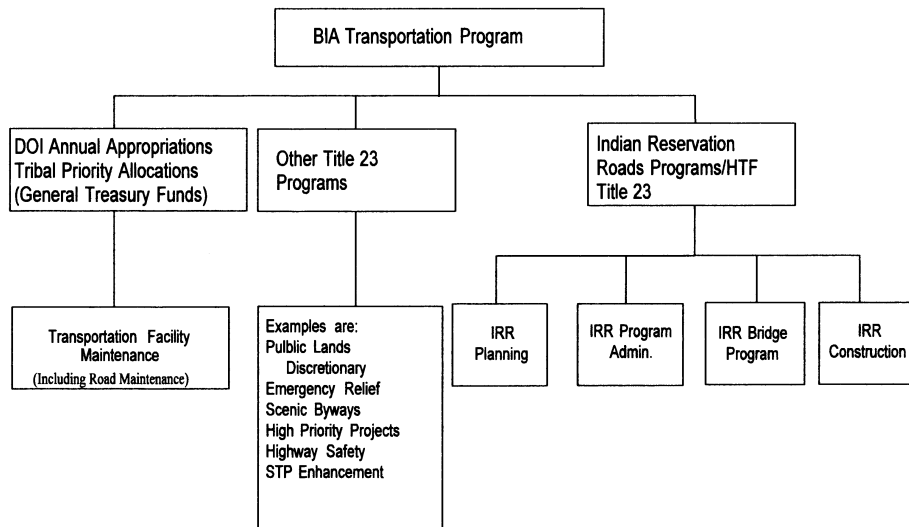 BIA Transportation Program
DOI Annual Appropriations
Tribal Priority Allocations
(General Treasury Funds)
Other Title 23
Programs
Indian Reservation
Roads Programs/HTF
Title 23
Transportation Facility
Maintenance
(Including Road Maintenance)
Examples are:
Pulblic Lands
Discretionary
Emergency Relief
Scenic Byways
High Priority Projects
Highway Safety
STP Enhancement
IRR
Planning
IRR Program
Admin.
IRR Bridge
Program
IRR
Construction